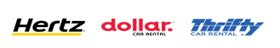 Hertz
dollar.
CAR RENTAL
Thrifty
CAR RENTAL